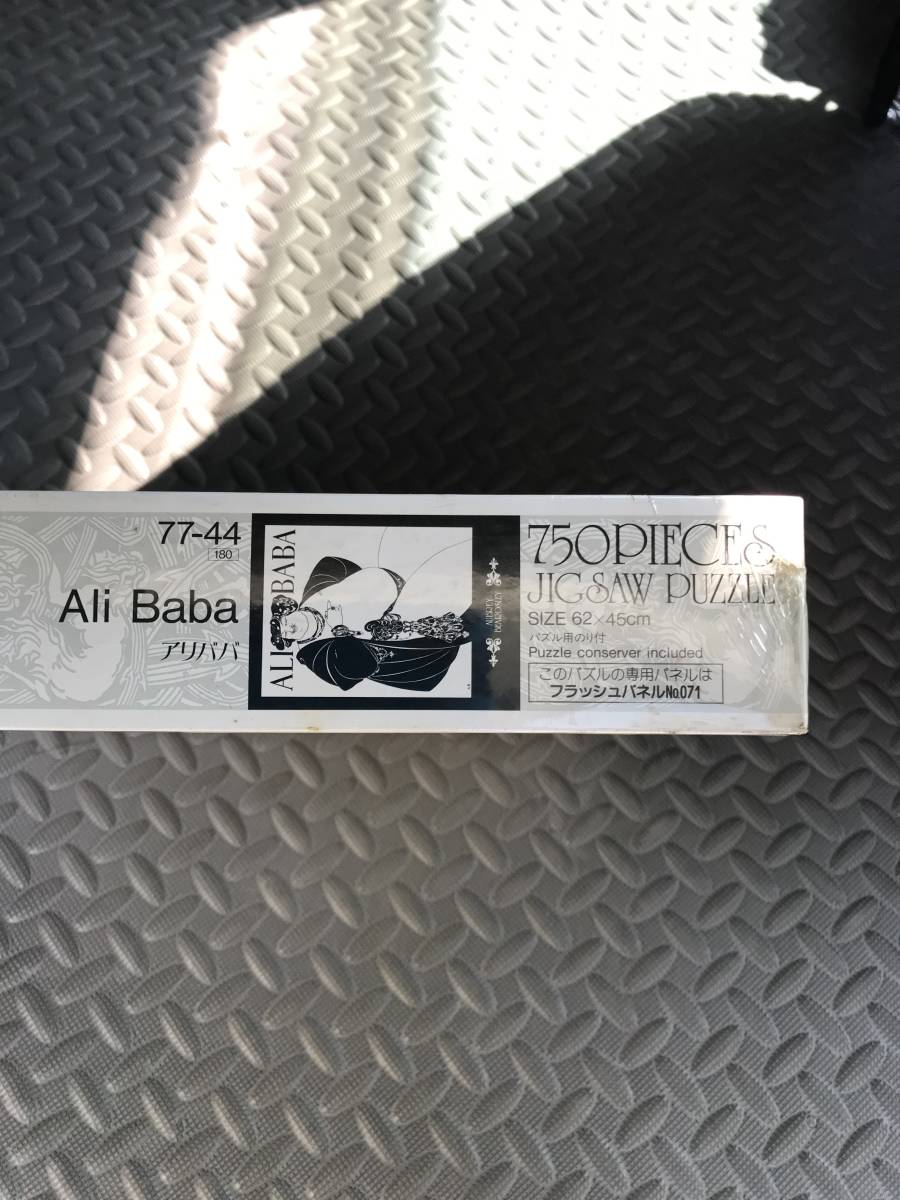 77-44
180
Ali Baba
アリババ
ALI BABA
AUBREY
BEARDSLEY
750PIECES
JIGSAW PUZZLE
SIZE 62×45cm
パズル用のり付
Puzzle conserver included
このパズルの専用パネルは
フラッシュパネルNo.071